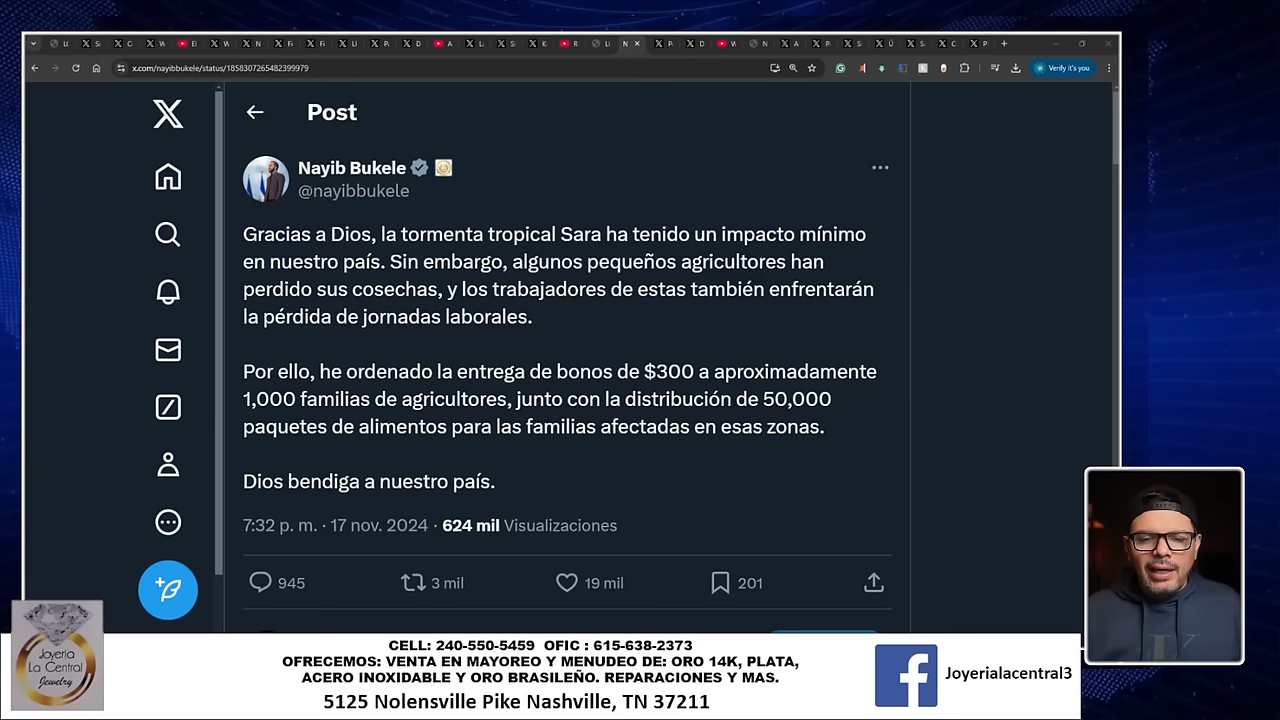 x.com/nayibbukele/status/1858307265482399979
Verify it's you
Post
Nayib Bukele
@nayibbukele
Gracias a Dios, la tormenta tropical Sara ha tenido un impacto mínimo
en nuestro país. Sin embargo, algunos pequeños agricultores han
perdido sus cosechas, y los trabajadores de estas también enfrentarán
la pérdida de jornadas laborales.
Por ello, he ordenado la entrega de bonos de $300 a aproximadamente
1,000 familias de agricultores, junto con la distribución de 50,000
paquetes de alimentos para las familias afectadas en esas zonas.
Dios bendiga a nuestro país.
7:32 p. m. · 17 nov. 2024 · 624 mil Visualizaciones
945 3 mil 19 mil 201
Joyeria
La Central
Jewelry
CELL: 240-550-5459 OFIC : 615-638-2373
OFRECEMOS: VENTA EN MAYOREO Y MENUDEO DE: ORO 14K, PLATA,
ACERO INOXIDABLE Y ORO BRASILEÑO. REPARACIONES Y MAS.
5125 Nolensville Pike Nashville, TN 37211
Joyerialacentral3